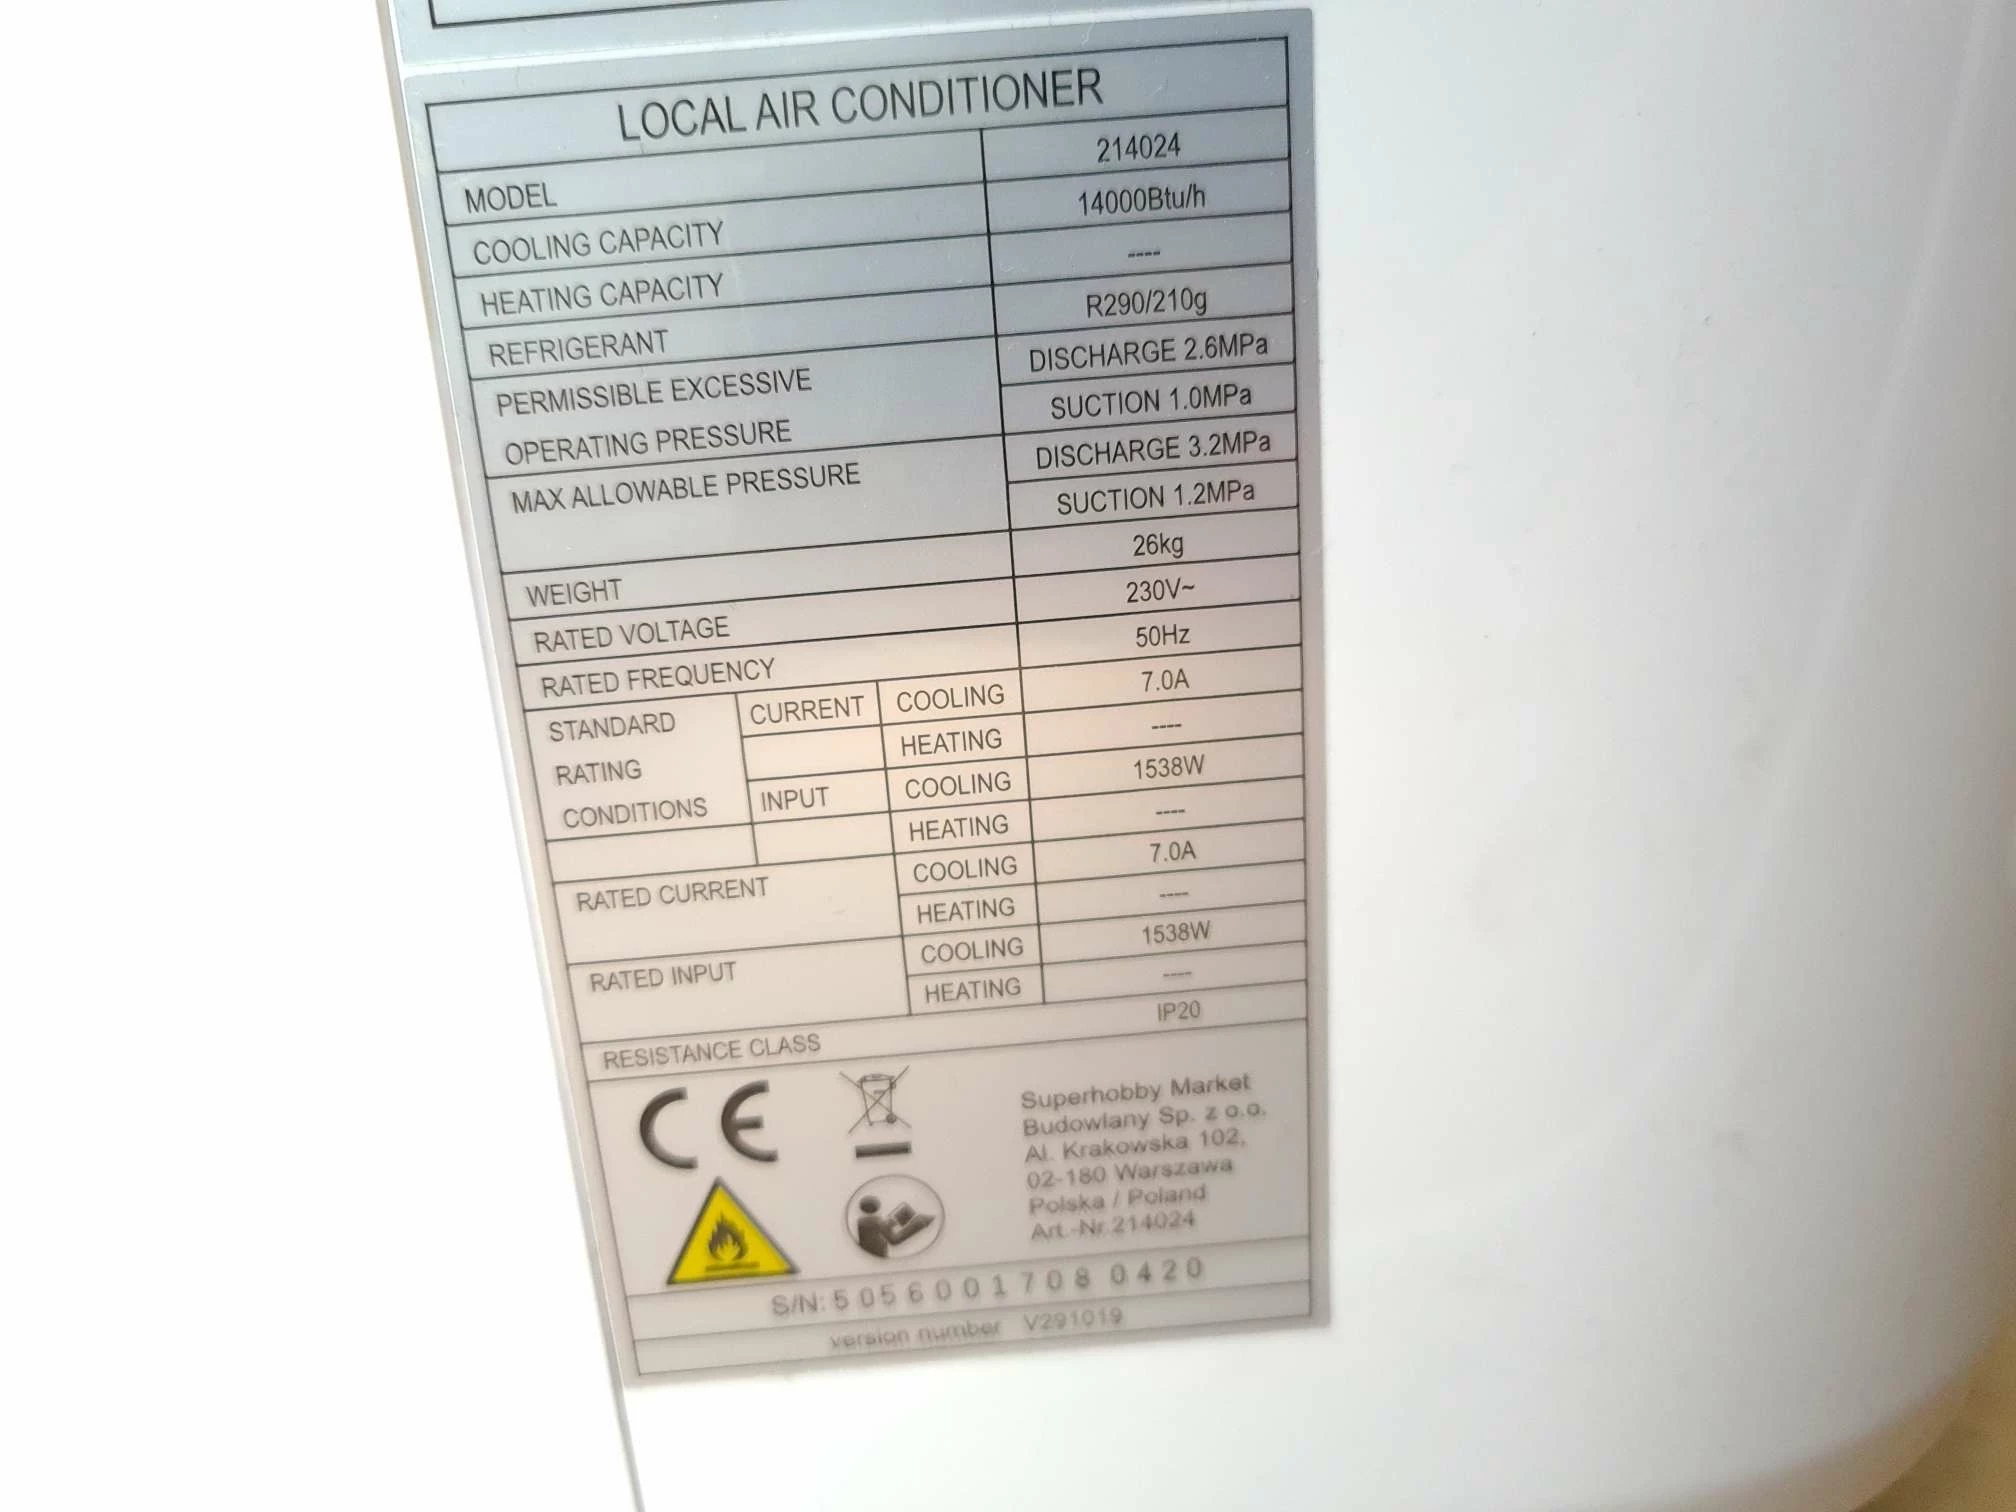 LOCAL AIR CONDITIONER
MODEL 214024
COOLING CAPACITY 14000Btu/h
HEATING CAPACITY ----
REFRIGERANT R290/210g
PERMISSIBLE EXCESSIVE DISCHARGE 2.6MPa
OPERATING PRESSURE SUCTION 1.0MPa
MAX ALLOWABLE PRESSURE DISCHARGE 3.2MPa
SUCTION 1.2MPa
WEIGHT 26kg
RATED VOLTAGE 230V~
RATED FREQUENCY 50Hz
STANDARD CURRENT COOLING 7.0A
RATING HEATING ----
CONDITIONS INPUT COOLING 1538W
HEATING ----
RATED CURRENT COOLING 7.0A
HEATING ----
RATED INPUT COOLING 1538W
HEATING ----
RESISTANCE CLASS IP20
CE
Superhobby Market
Budowlany Sp. z o.o.
Al. Krakowska 102,
02-180 Warszawa
Polska / Poland
Art.-Nr.214024
S/N: 5 0 5 6 0 0 1 7 0 8 0 4 2 0
version number V291019